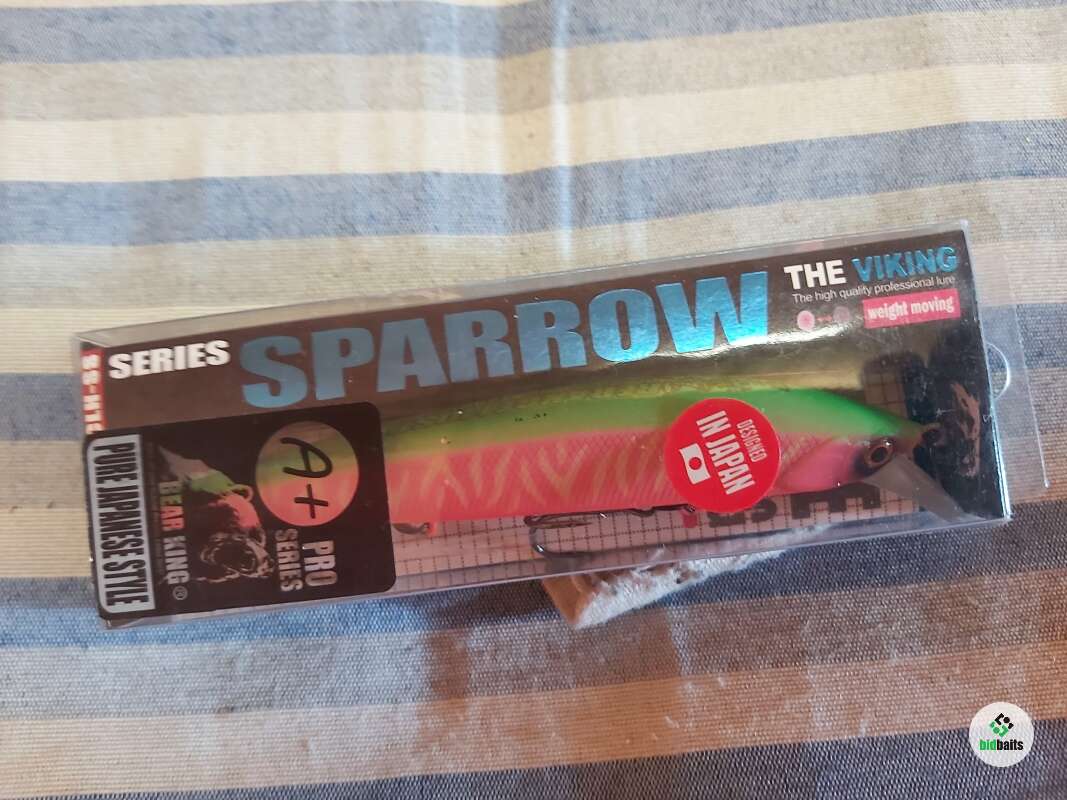 THE VIKING
The high quality professional lure
weight moving
SERIES SPARROW
DESIGNED
IN JAPAN
A+
PRO
SERIES
BEAR KING®
PURE JAPANESE STYLE
bidbaits